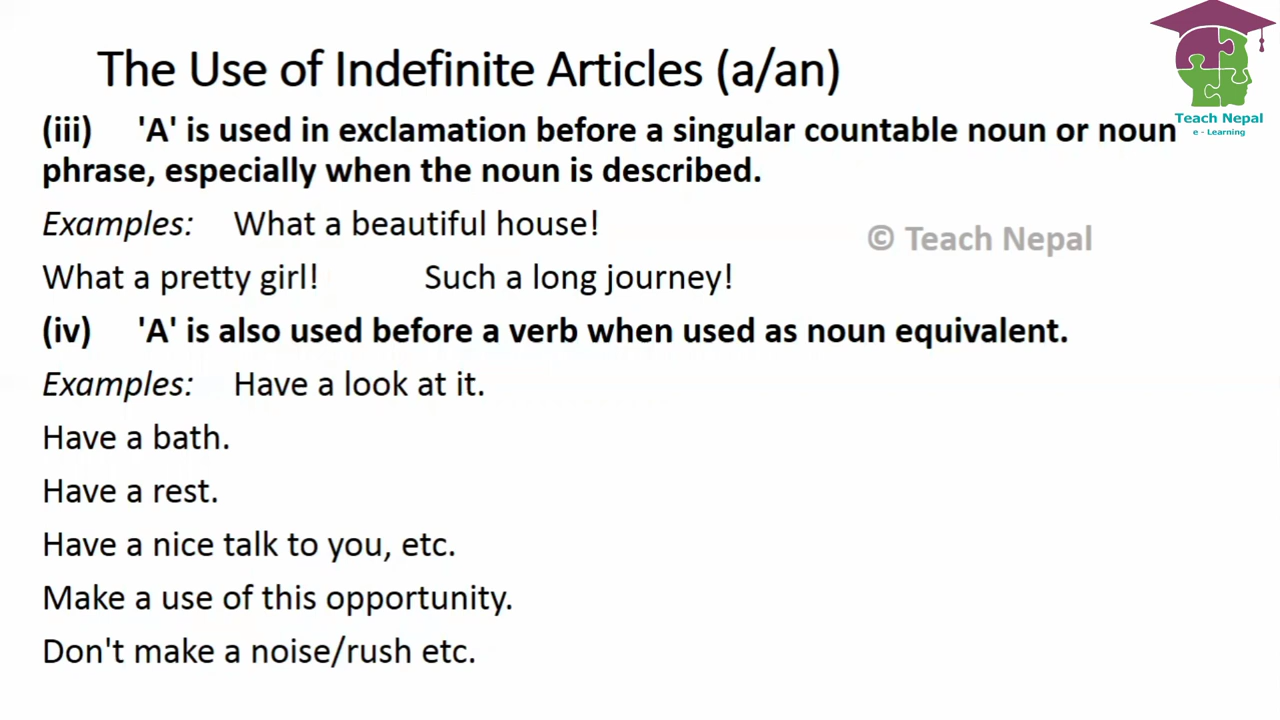 The Use of Indefinite Articles (a/an)
Teach Nepal
e - Learning
(iii) 'A' is used in exclamation before a singular countable noun or noun
phrase, especially when the noun is described.
Examples: What a beautiful house!
© Teach Nepal
What a pretty girl! Such a long journey!
(iv) 'A' is also used before a verb when used as noun equivalent.
Examples: Have a look at it.
Have a bath.
Have a rest.
Have a nice talk to you, etc.
Make a use of this opportunity.
Don't make a noise/rush etc.